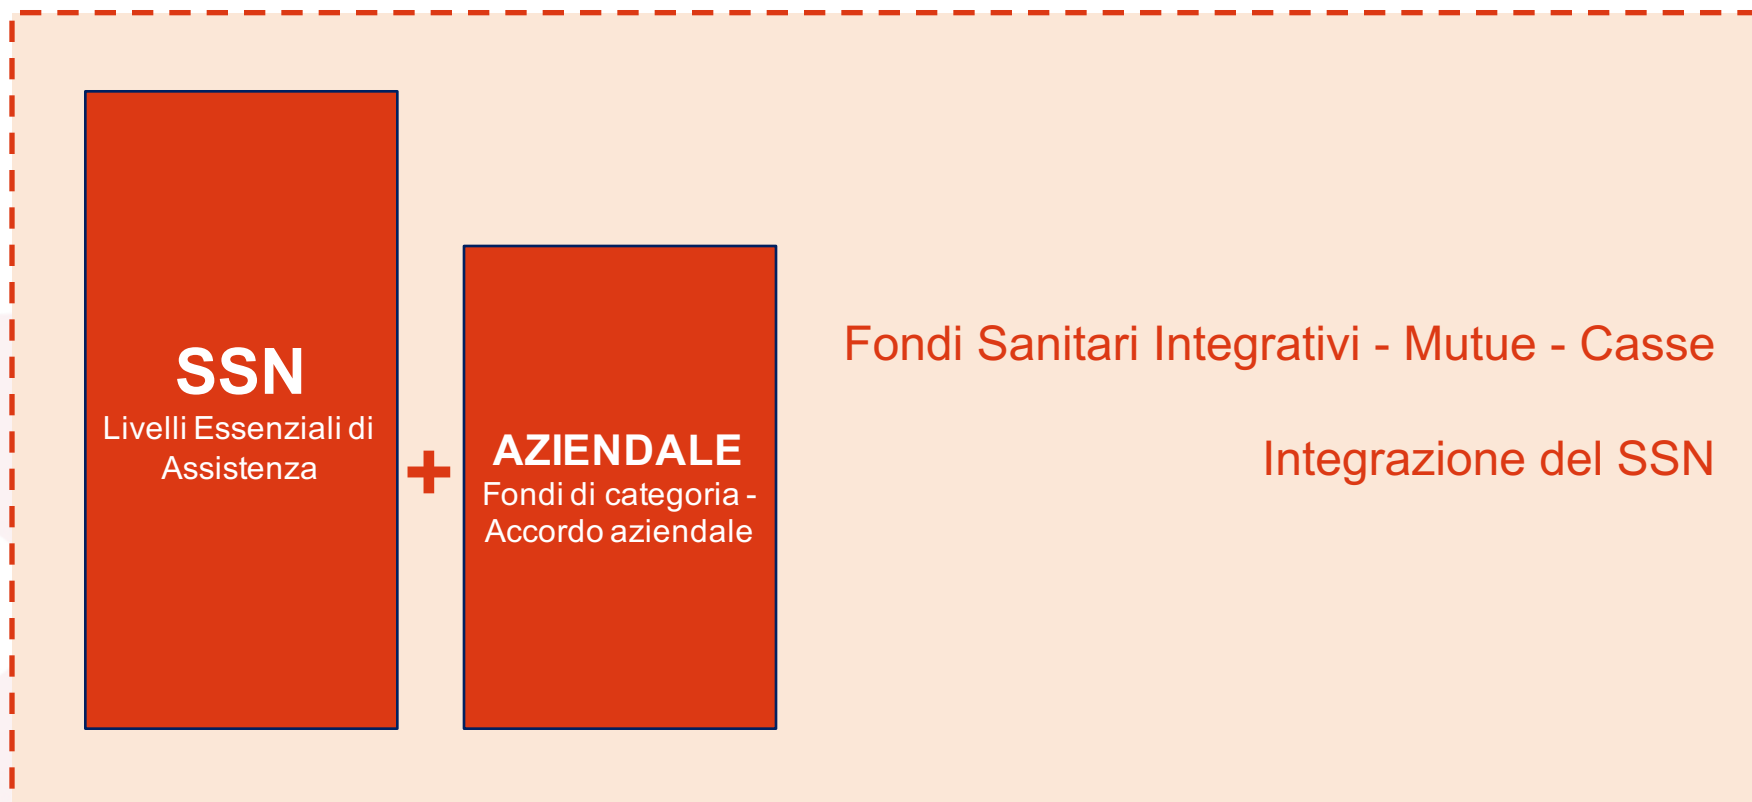 SSN
Livelli Essenziali di
Assistenza
+
AZIENDALE
Fondi di categoria -
Accordo aziendale
Fondi Sanitari Integrativi - Mutue - Casse
Integrazione del SSN